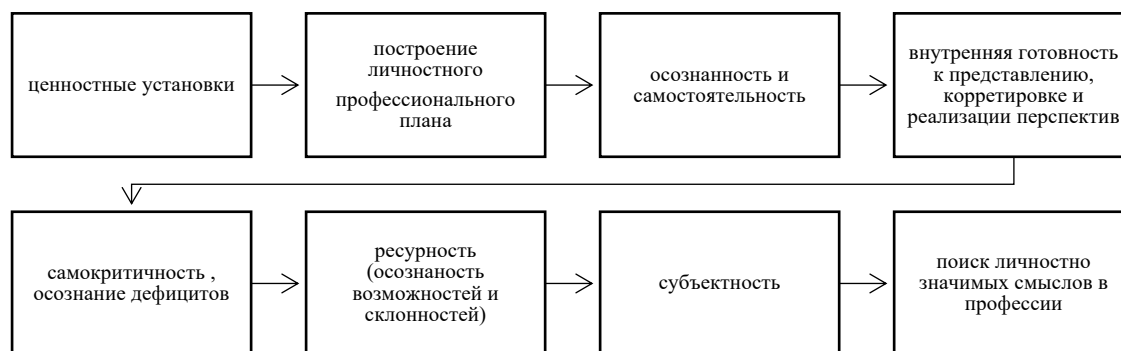 ценностные установки
построение
личностного
профессионального
плана
осознанность и
самостоятельность
внутренняя готовность
к представлению,
корретировке и
реализации перспектив
самокритичность ,
осознание дефицитов
ресурность
(осознаность
возможностей и
склонностей)
субъектность
поиск личностно
значимых смыслов в
профессии